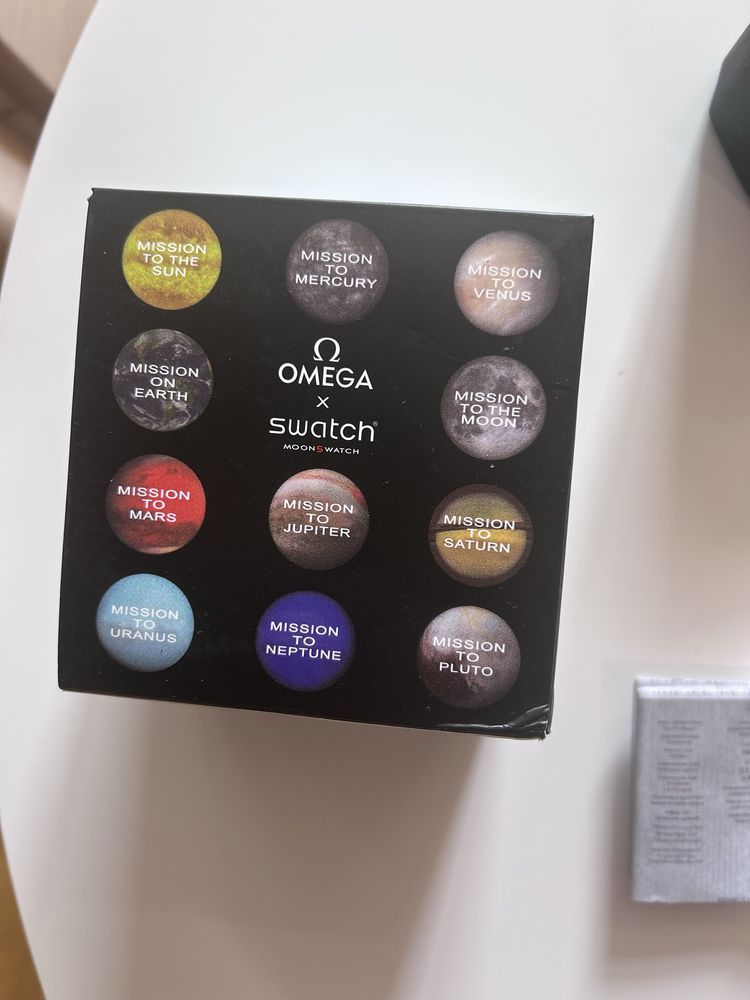 MISSION
TO THE
SUN
MISSION
TO
MERCURY
MISSION
TO
VENUS
MISSION
ON
EARTH
Ω
OMEGA
x
swatch®
MOONSWATCH
MISSION
TO THE
MOON
MISSION
TO
MARS
MISSION
TO
JUPITER
MISSION
TO
SATURN
MISSION
TO
URANUS
MISSION
TO
NEPTUNE
MISSION
TO
PLUTO